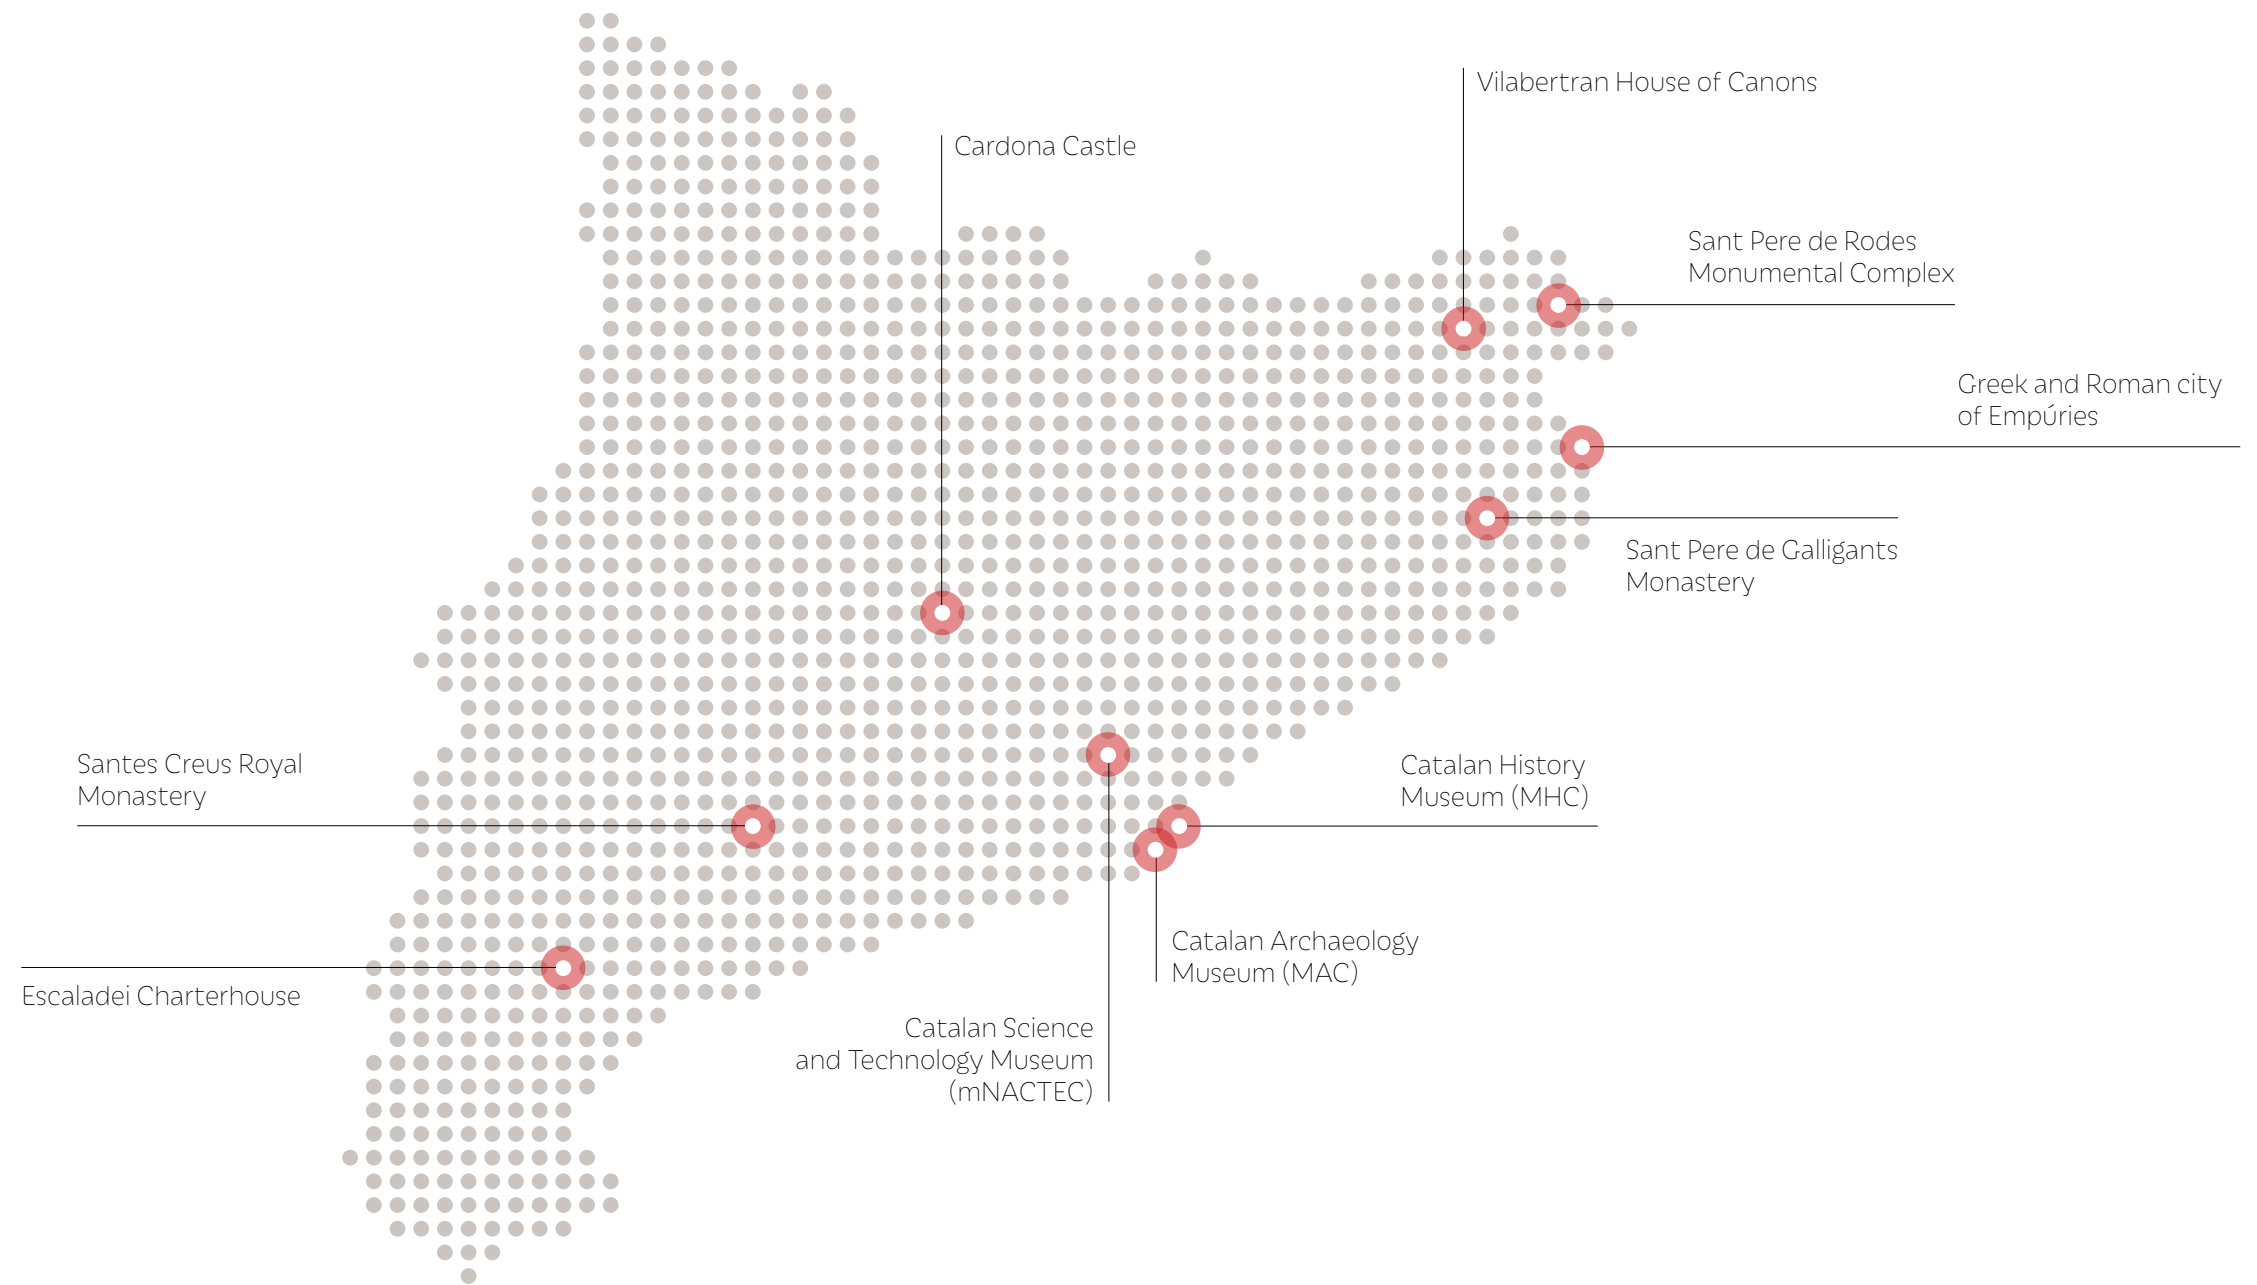 Vilabertran House of Canons
Cardona Castle
Sant Pere de Rodes
Monumental Complex
Greek and Roman city
of Empúries
Sant Pere de Galligants
Monastery
Santes Creus Royal
Monastery
Catalan History
Museum (MHC)
Catalan Archaeology
Museum (MAC)
Escaladei Charterhouse
Catalan Science
and Technology Museum
(mNACTEC)